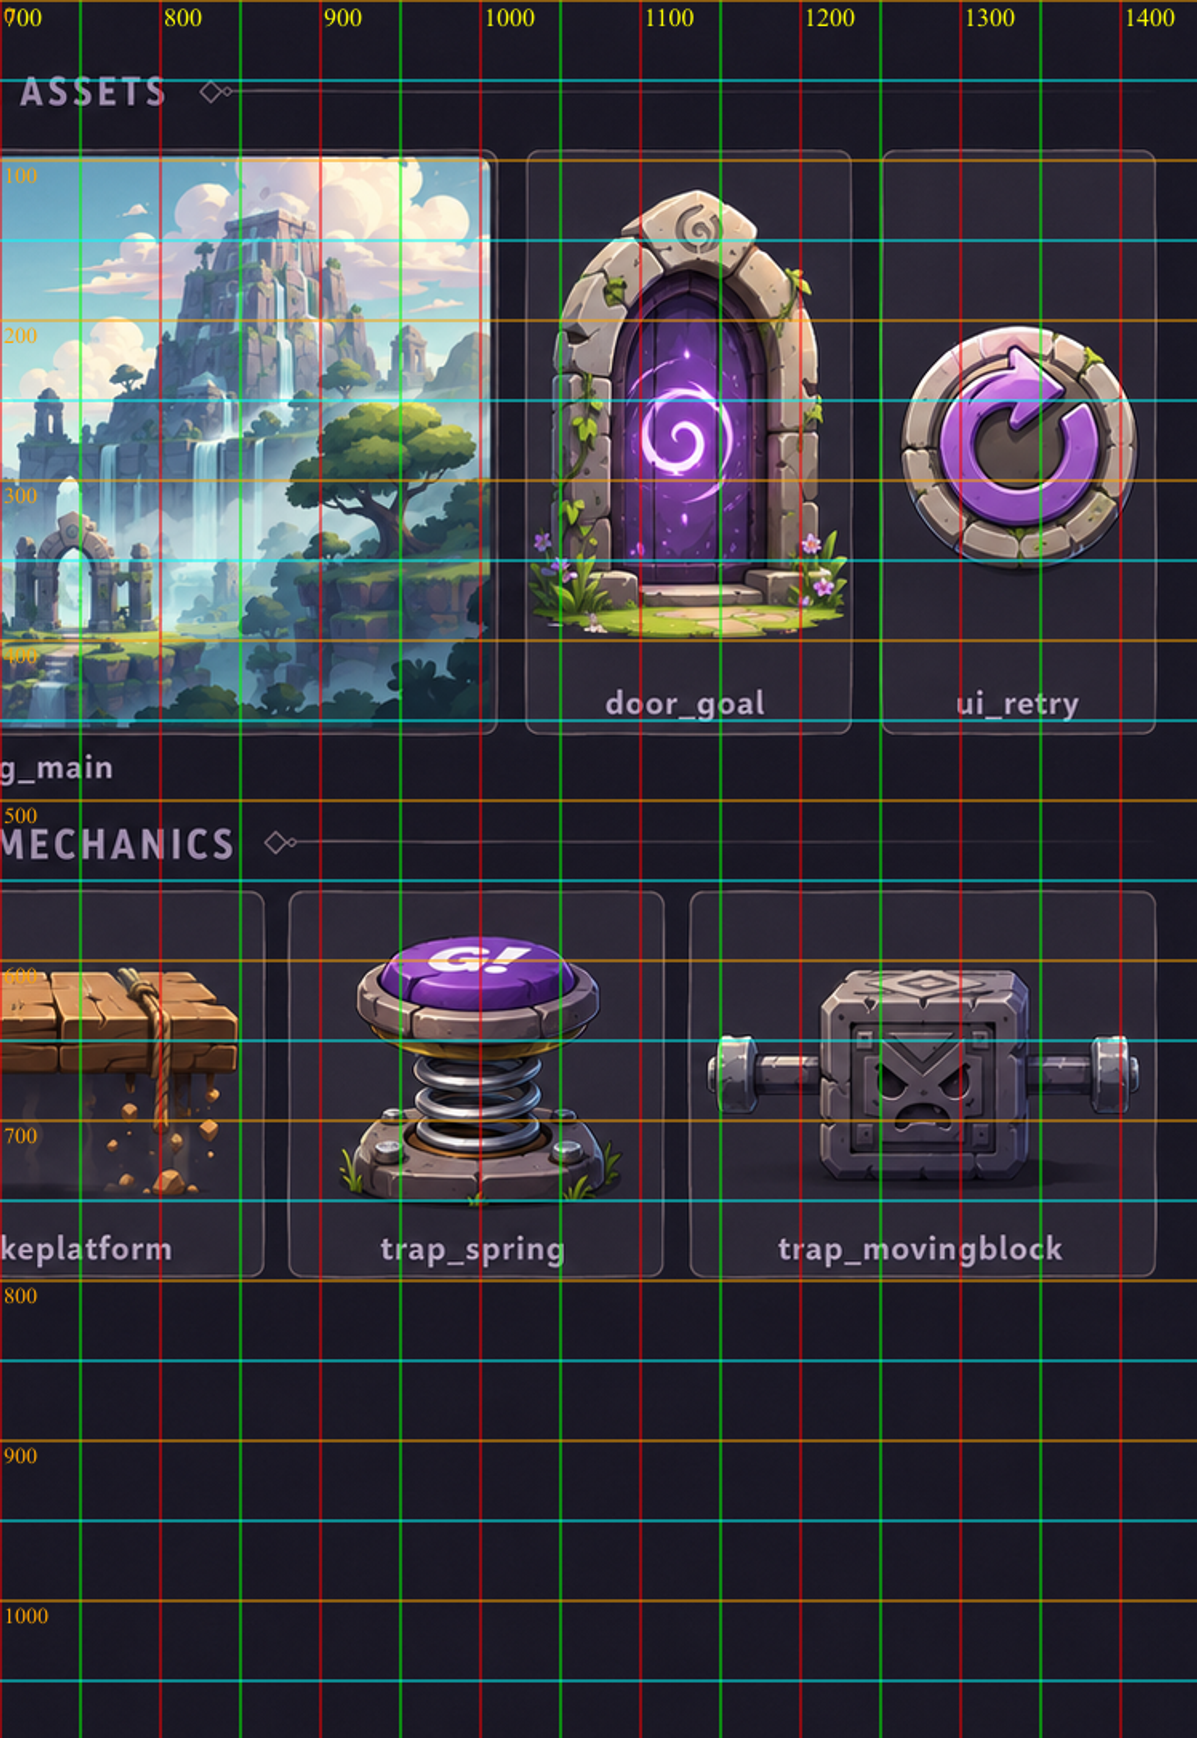 700 800 900 1000 1100 1200 1300 1400
ASSETS
100
200
300
400
door_goal
ui_retry
g_main
500
MECHANICS
G!
600
700
keplatform
trap_spring
trap_movingblock
800
900
1000